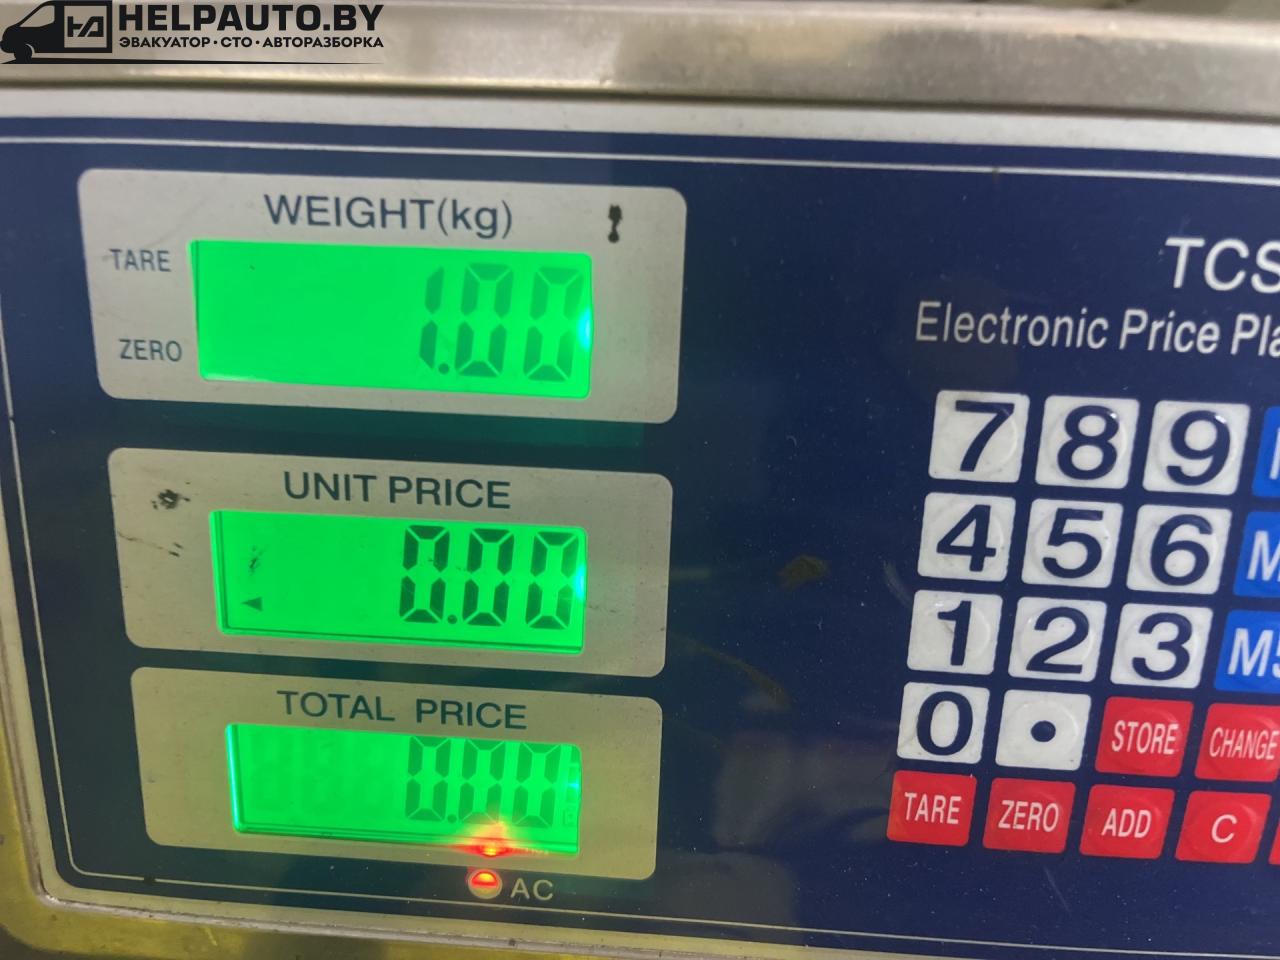 HA HELPAUTO.BY
ЭВАКУАТОР · СТО · АВТОРАЗБОРКА
WEIGHT(kg)
TARE
ZERO
1.00
UNIT PRICE
0.00
TOTAL PRICE
0.00
AC
TCS
Electronic Price Pla
7 8 9
4 5 6 M
1 2 3 M5
0 • STORE CHANGE
TARE ZERO ADD C